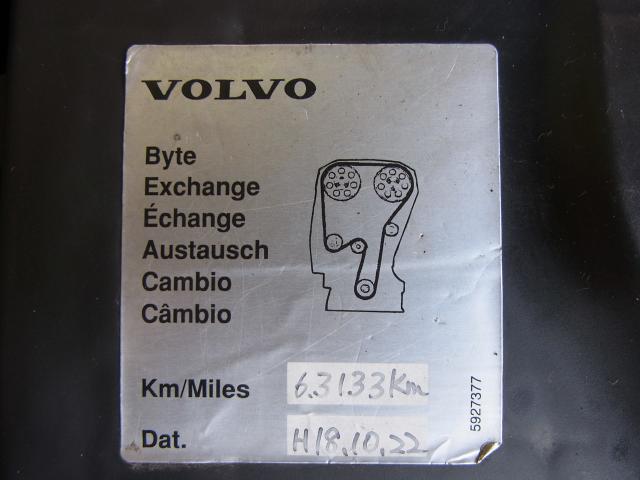 VOLVO
Byte
Exchange
Échange
Austausch
Cambio
Câmbio
Km/Miles 6.3133Km
Dat. H18.10.22
5927377